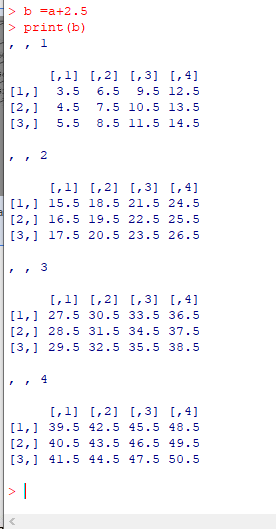 > b =a+2.5
> print(b)
, , 1
[,1] [,2] [,3] [,4]
[1,] 3.5 6.5 9.5 12.5
[2,] 4.5 7.5 10.5 13.5
[3,] 5.5 8.5 11.5 14.5
, , 2
[,1] [,2] [,3] [,4]
[1,] 15.5 18.5 21.5 24.5
[2,] 16.5 19.5 22.5 25.5
[3,] 17.5 20.5 23.5 26.5
, , 3
[,1] [,2] [,3] [,4]
[1,] 27.5 30.5 33.5 36.5
[2,] 28.5 31.5 34.5 37.5
[3,] 29.5 32.5 35.5 38.5
, , 4
[,1] [,2] [,3] [,4]
[1,] 39.5 42.5 45.5 48.5
[2,] 40.5 43.5 46.5 49.5
[3,] 41.5 44.5 47.5 50.5
>